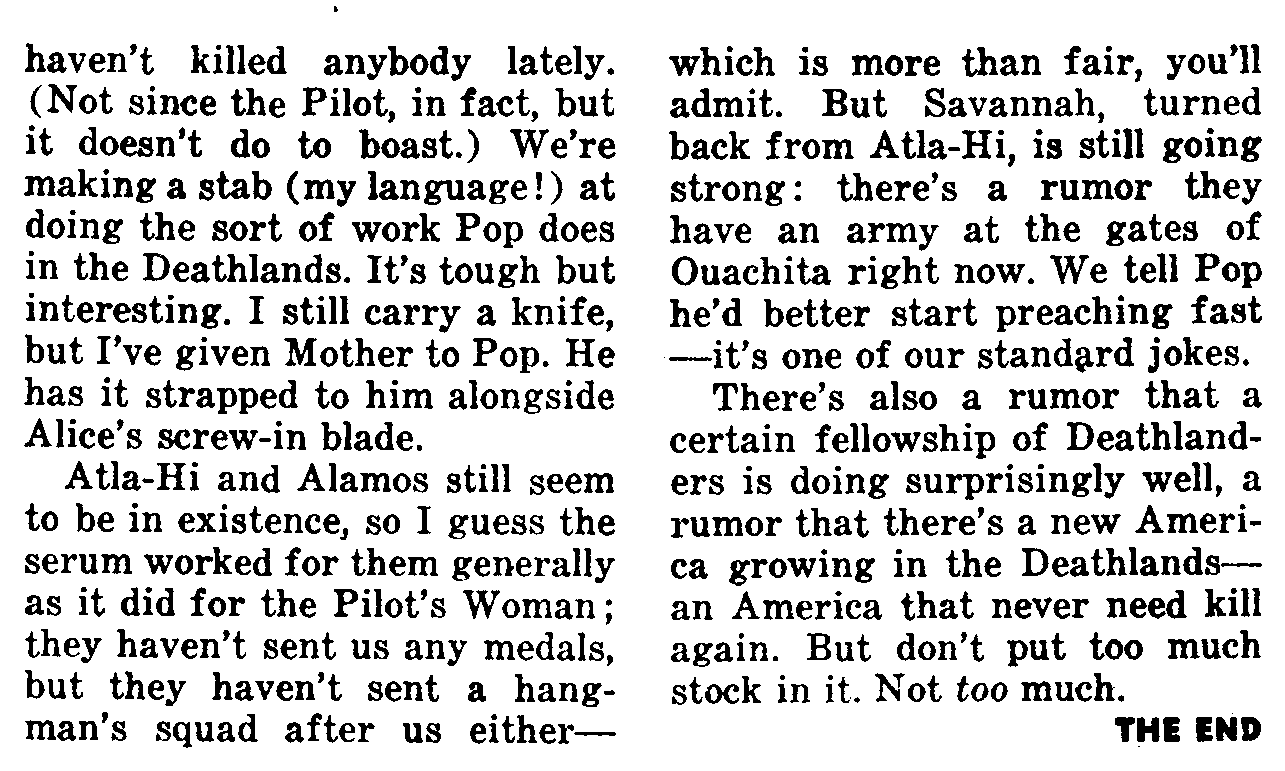 haven't killed anybody lately.
(Not since the Pilot, in fact, but
it doesn't do to boast.) We're
making a stab (my language!) at
doing the sort of work Pop does
in the Deathlands. It's tough but
interesting. I still carry a knife,
but I've given Mother to Pop. He
has it strapped to him alongside
Alice's screw-in blade.
Atla-Hi and Alamos still seem
to be in existence, so I guess the
serum worked for them generally
as it did for the Pilot's Woman;
they haven't sent us any medals,
but they haven't sent a hang-
man's squad after us either—
which is more than fair, you'll
admit. But Savannah, turned
back from Atla-Hi, is still going
strong: there's a rumor they
have an army at the gates of
Ouachita right now. We tell Pop
he'd better start preaching fast
—it's one of our standard jokes.
There's also a rumor that a
certain fellowship of Deathland-
ers is doing surprisingly well, a
rumor that there's a new Ameri-
ca growing in the Deathlands—
an America that never need kill
again. But don't put too much
stock in it. Not too much.
THE END